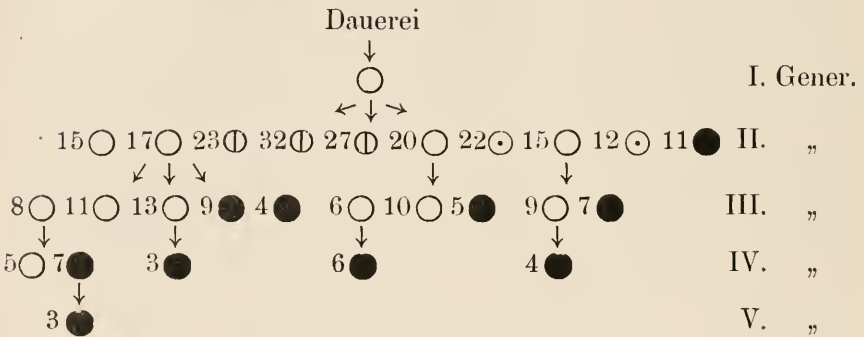 Dauerei
I. Gener.
15 17 23 32 27 20 22 15 12 11 II. „
8 11 13 9 4 6 10 5 9 7 III. „
5 7 3 6 4 IV. „
3 V. „